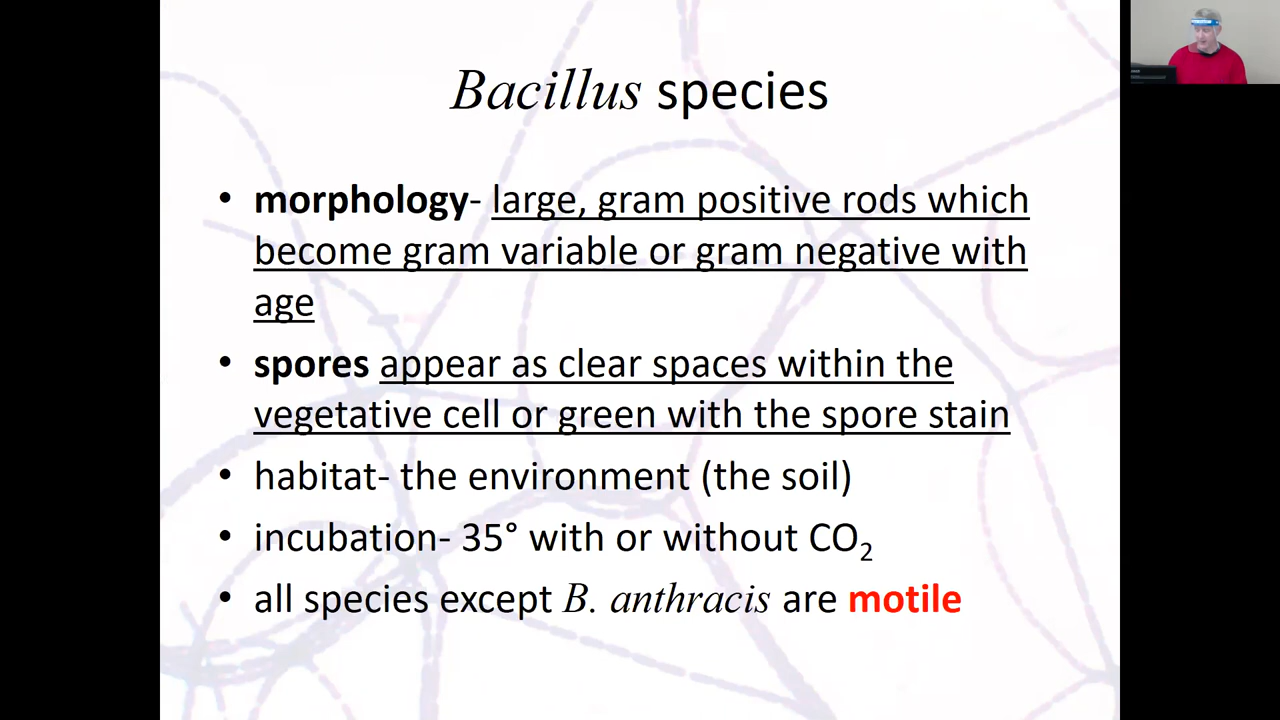 Bacillus species
• morphology- large, gram positive rods which
become gram variable or gram negative with
age
• spores appear as clear spaces within the
vegetative cell or green with the spore stain
• habitat- the environment (the soil)
• incubation- 35° with or without CO₂
• all species except B. anthracis are motile